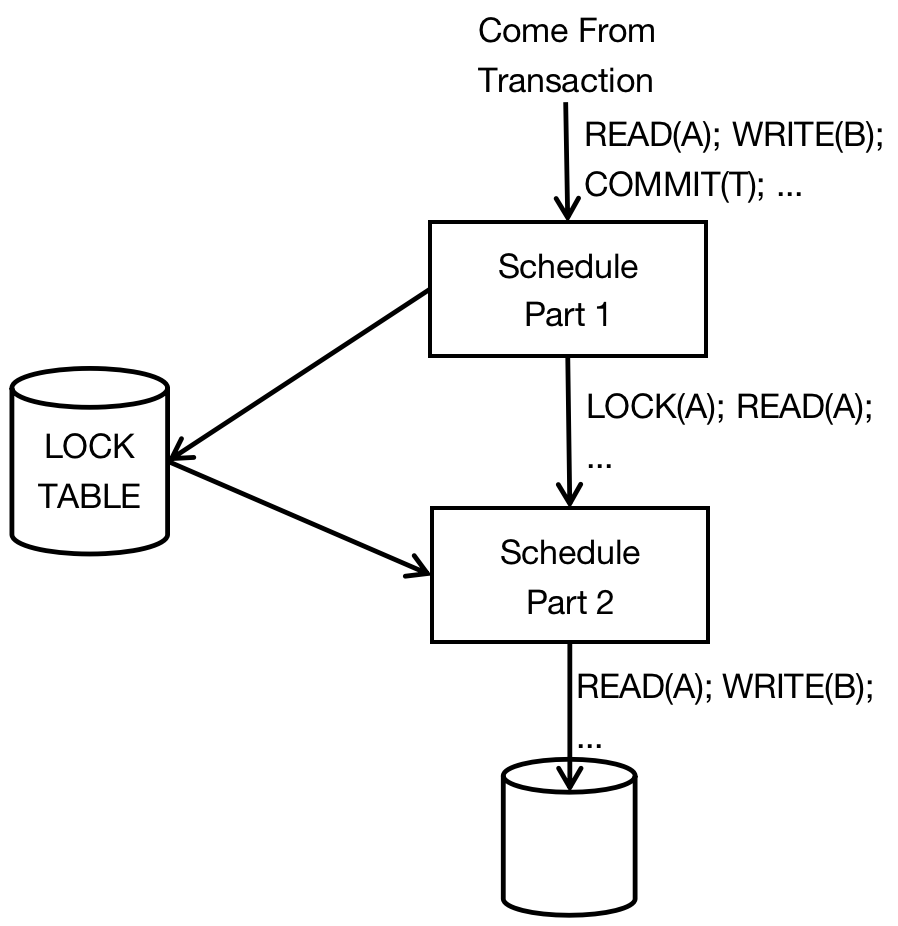 Come From
Transaction
READ(A); WRITE(B);
COMMIT(T); ...
Schedule
Part 1
LOCK(A); READ(A);
...
LOCK
TABLE
Schedule
Part 2
READ(A); WRITE(B);
...